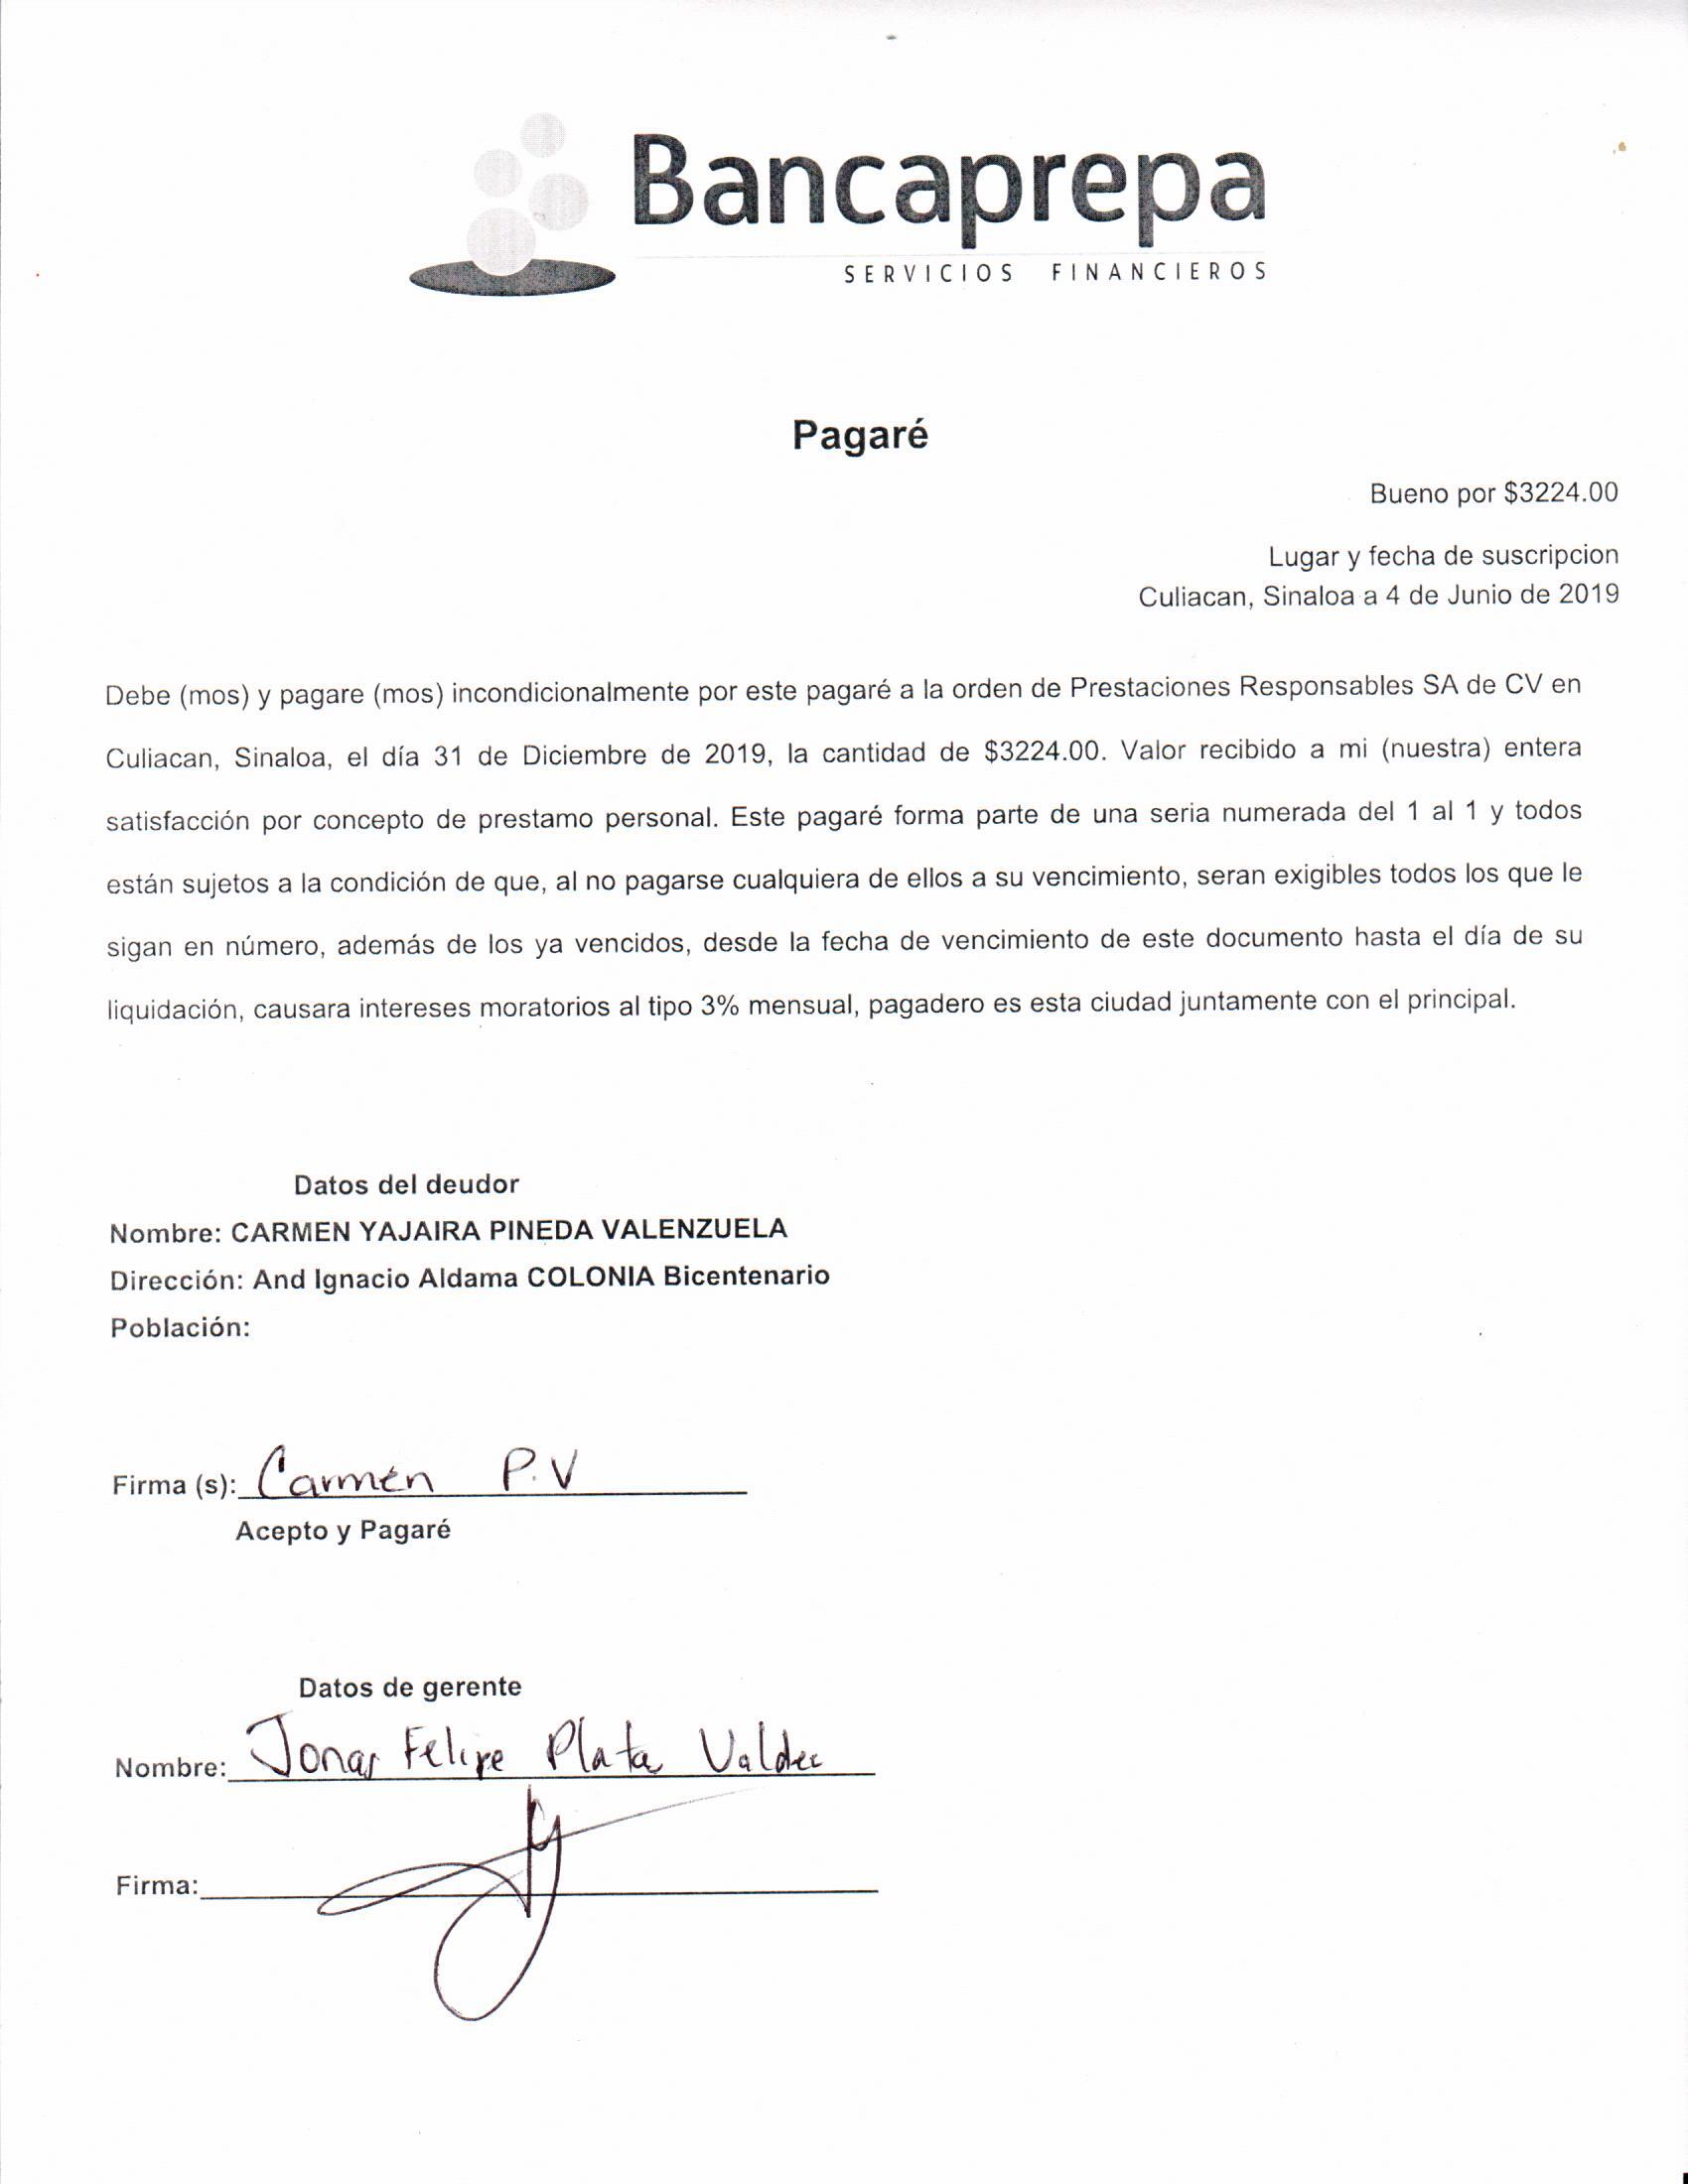 Bancaprepa
SERVICIOS FINANCIEROS
Pagaré
Bueno por $3224.00
Lugar y fecha de suscripcion
Culiacan, Sinaloa a 4 de Junio de 2019
Debe (mos) y pagare (mos) incondicionalmente por este pagaré a la orden de Prestaciones Responsables SA de CV en
Culiacan, Sinaloa, el día 31 de Diciembre de 2019, la cantidad de $3224.00. Valor recibido a mi (nuestra) entera
satisfacción por concepto de prestamo personal. Este pagaré forma parte de una seria numerada del 1 al 1 y todos
están sujetos a la condición de que, al no pagarse cualquiera de ellos a su vencimiento, seran exigibles todos los que le
sigan en número, además de los ya vencidos, desde la fecha de vencimiento de este documento hasta el día de su
liquidación, causara intereses moratorios al tipo 3% mensual, pagadero es esta ciudad juntamente con el principal.
Datos del deudor
Nombre: CARMEN YAJAIRA PINEDA VALENZUELA
Dirección: And Ignacio Aldama COLONIA Bicentenario
Población:
Firma (s): Carmen P.V
Acepto y Pagaré
Datos de gerente
Nombre: Jonas Felipe Plata Valdez
Firma: